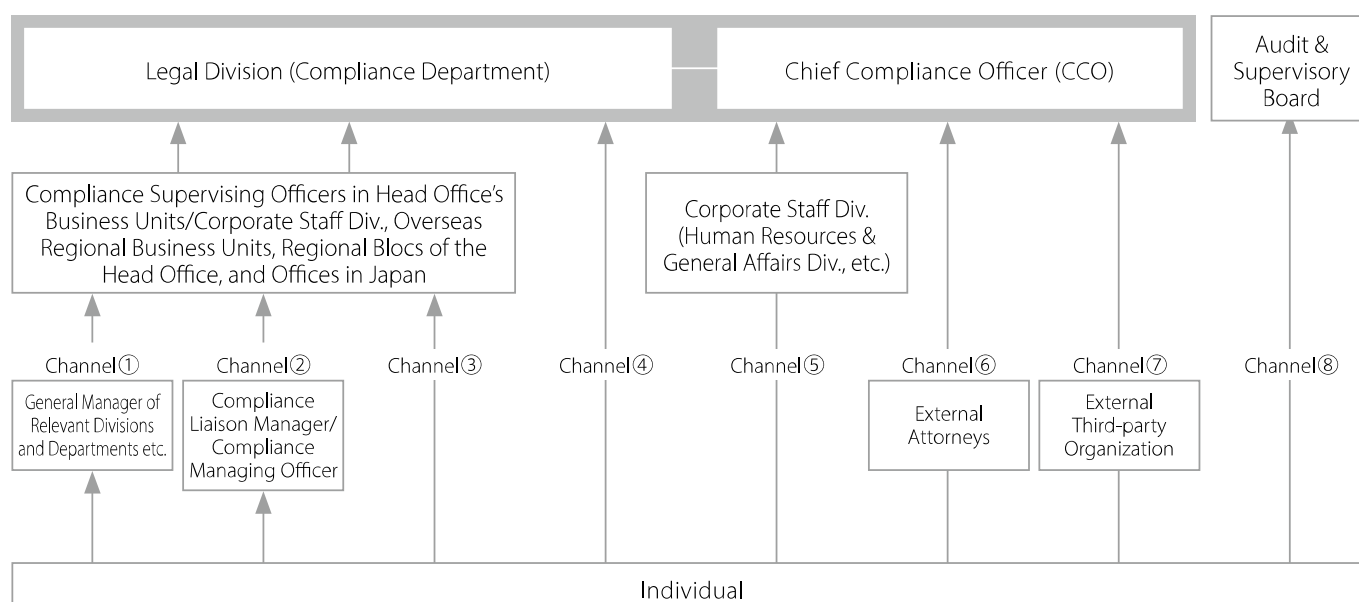 Legal Division (Compliance Department)
Chief Compliance Officer (CCO)
Audit &
Supervisory
Board
Compliance Supervising Officers in Head Office’s
Business Units/Corporate Staff Div., Overseas
Regional Business Units, Regional Blocs of the
Head Office, and Offices in Japan
Corporate Staff Div.
(Human Resources &
General Affairs Div., etc.)
Channel①
Channel②
Channel③
Channel④
Channel⑤
Channel⑥
Channel⑦
Channel⑧
General Manager of
Relevant Divisions
and Departments etc.
Compliance
Liaison Manager/
Compliance
Managing Officer
External
Attorneys
External
Third-party
Organization
Individual